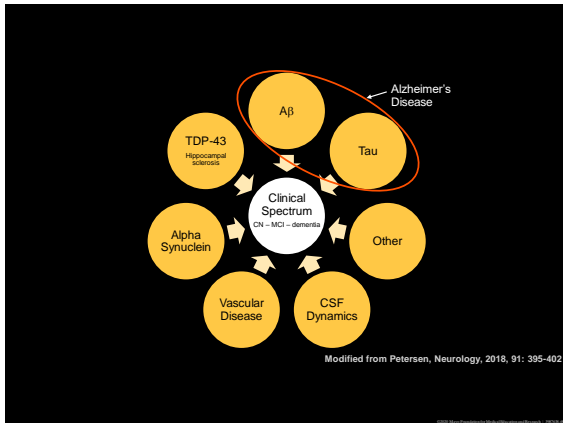 Alzheimer's
Disease
Aβ
TDP-43
Hippocampal
sclerosis
Tau
Clinical
Spectrum
CN – MCI – dementia
Alpha
Synuclein
Other
Vascular
Disease
CSF
Dynamics
Modified from Petersen, Neurology, 2018, 91: 395-402